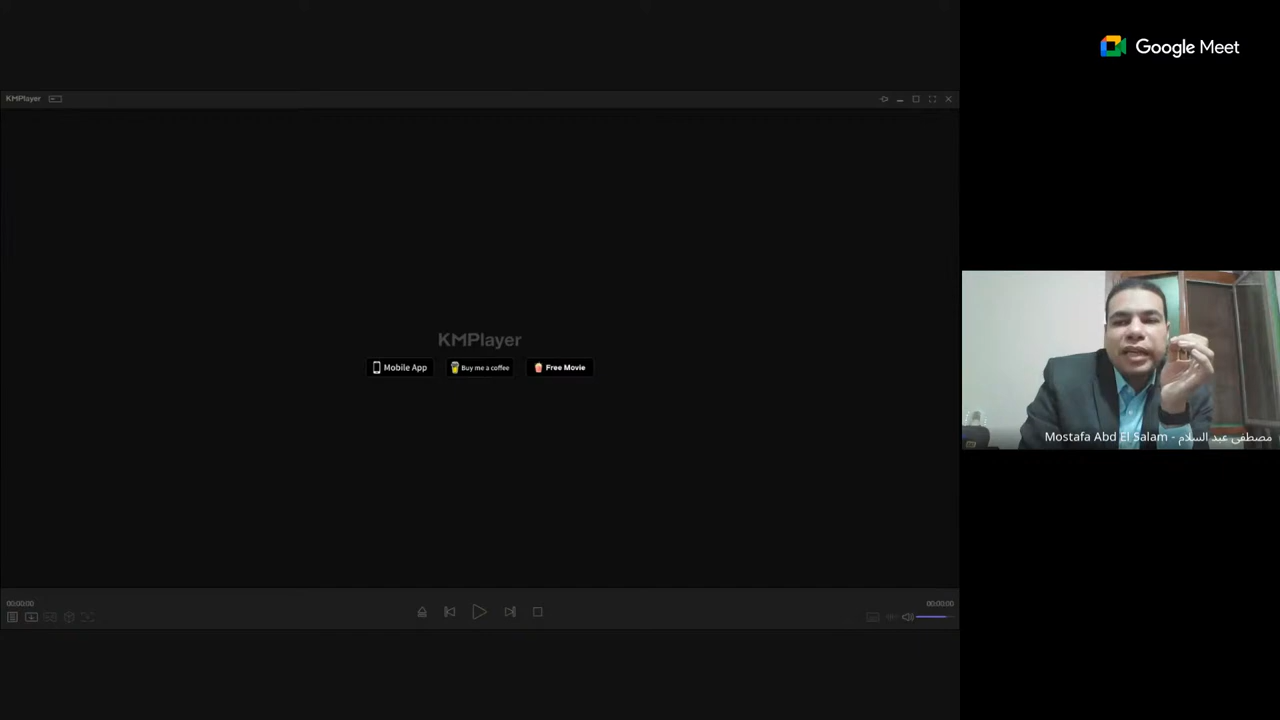 Google Meet
KMPlayer
KMPlayer
Mobile App
Buy me a coffee
Free Movie
Mostafa Abd El Salam - مصطفى عبد السلام
00:00:00
00:00:00